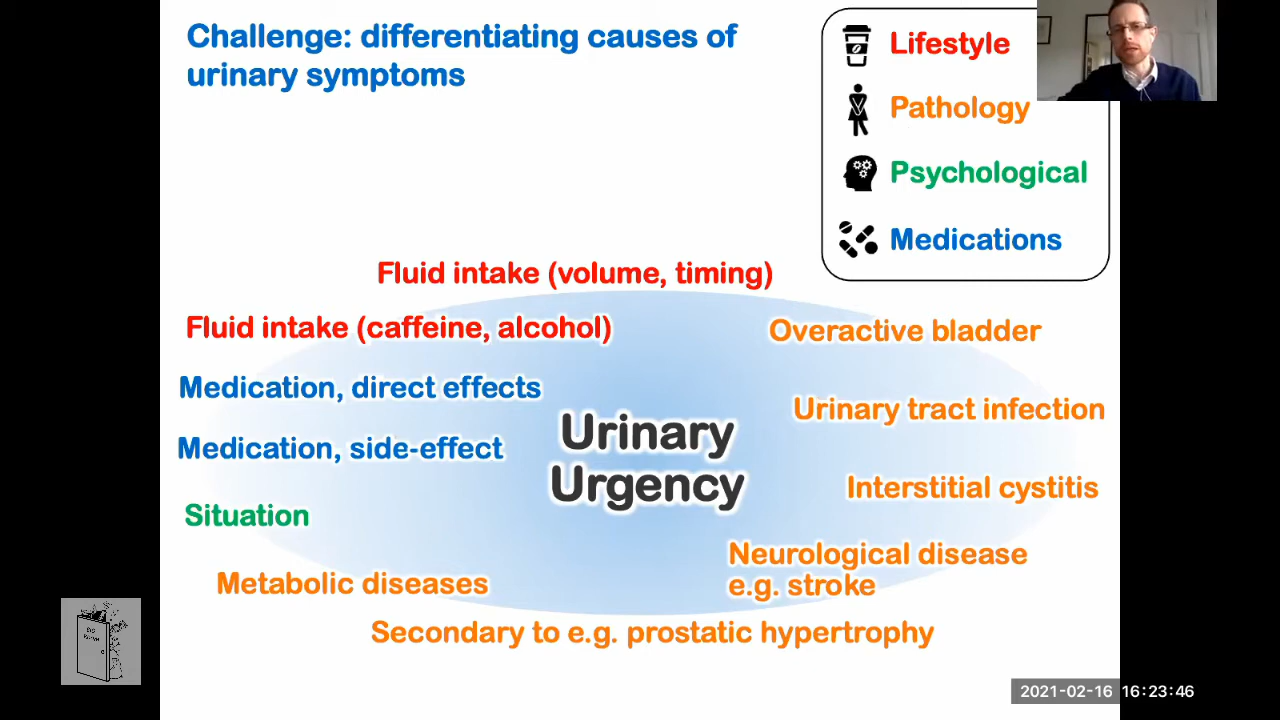 Challenge: differentiating causes of
urinary symptoms
Lifestyle
Pathology
Psychological
Medications
Fluid intake (volume, timing)
Fluid intake (caffeine, alcohol)
Overactive bladder
Medication, direct effects
Urinary tract infection
Urinary
Urgency
Medication, side-effect
Interstitial cystitis
Situation
Neurological disease
e.g. stroke
Metabolic diseases
Secondary to e.g. prostatic hypertrophy
2021-02-16 16:23:46